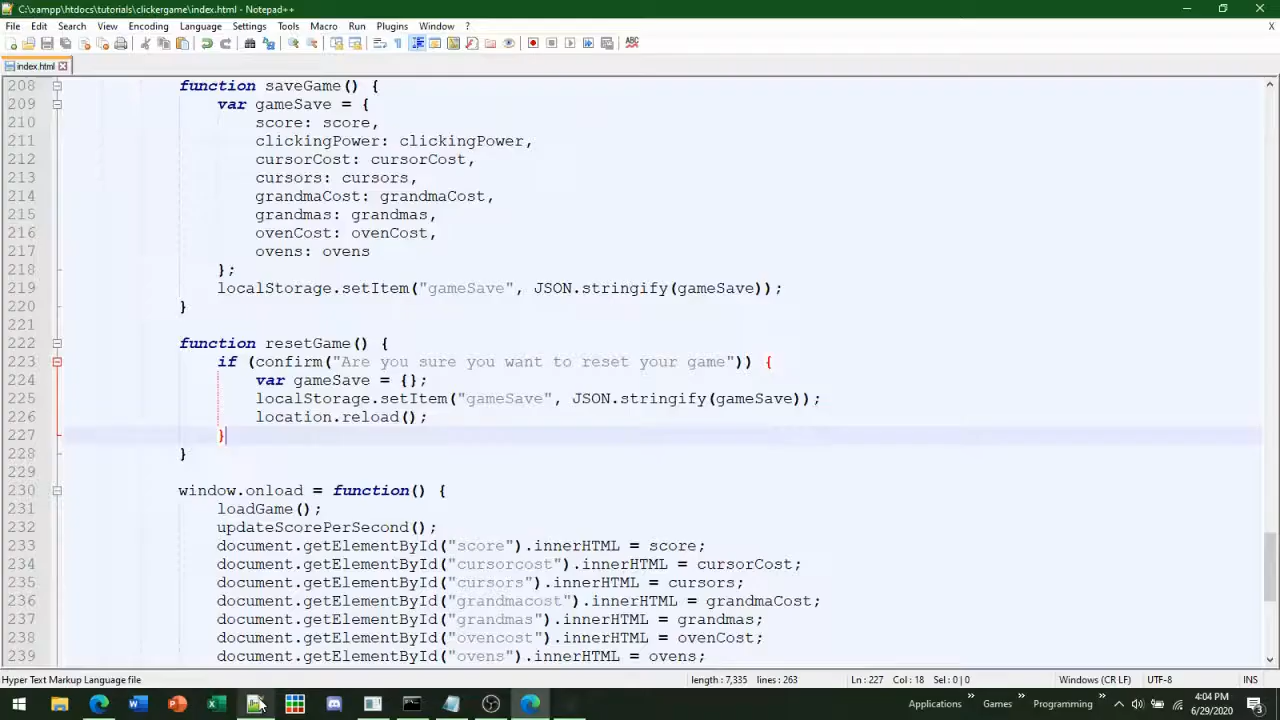 C:\xampp\htdocs\tutorials\clickergame\index.html - Notepad++
File Edit Search View Encoding Language Settings Tools Macro Run Plugins Window ? X
ABC
index.html
208 function saveGame() {
209 var gameSave = {
210 score: score,
211 clickingPower: clickingPower,
212 cursorCost: cursorCost,
213 cursors: cursors,
214 grandmaCost: grandmaCost,
215 grandmas: grandmas,
216 ovenCost: ovenCost,
217 ovens: ovens
218 };
219 localStorage.setItem("gameSave", JSON.stringify(gameSave));
220 }
221
222 function resetGame() {
223 if (confirm("Are you sure you want to reset your game")) {
224 var gameSave = {};
225 localStorage.setItem("gameSave", JSON.stringify(gameSave));
226 location.reload();
227 }
228 }
229
230 window.onload = function() {
231 loadGame();
232 updateScorePerSecond();
233 document.getElementById("score").innerHTML = score;
234 document.getElementById("cursorcost").innerHTML = cursorCost;
235 document.getElementById("cursors").innerHTML = cursors;
236 document.getElementById("grandmacost").innerHTML = grandmaCost;
237 document.getElementById("grandmas").innerHTML = grandmas;
238 document.getElementById("ovencost").innerHTML = ovenCost;
239 document.getElementById("ovens").innerHTML = ovens;
Hyper Text Markup Language file length : 7,335 lines : 263 Ln : 227 Col : 18 Sel : 0 | 0 Windows (CR LF) UTF-8 INS
Applications » Games » Programming » 4:04 PM
6/29/2020